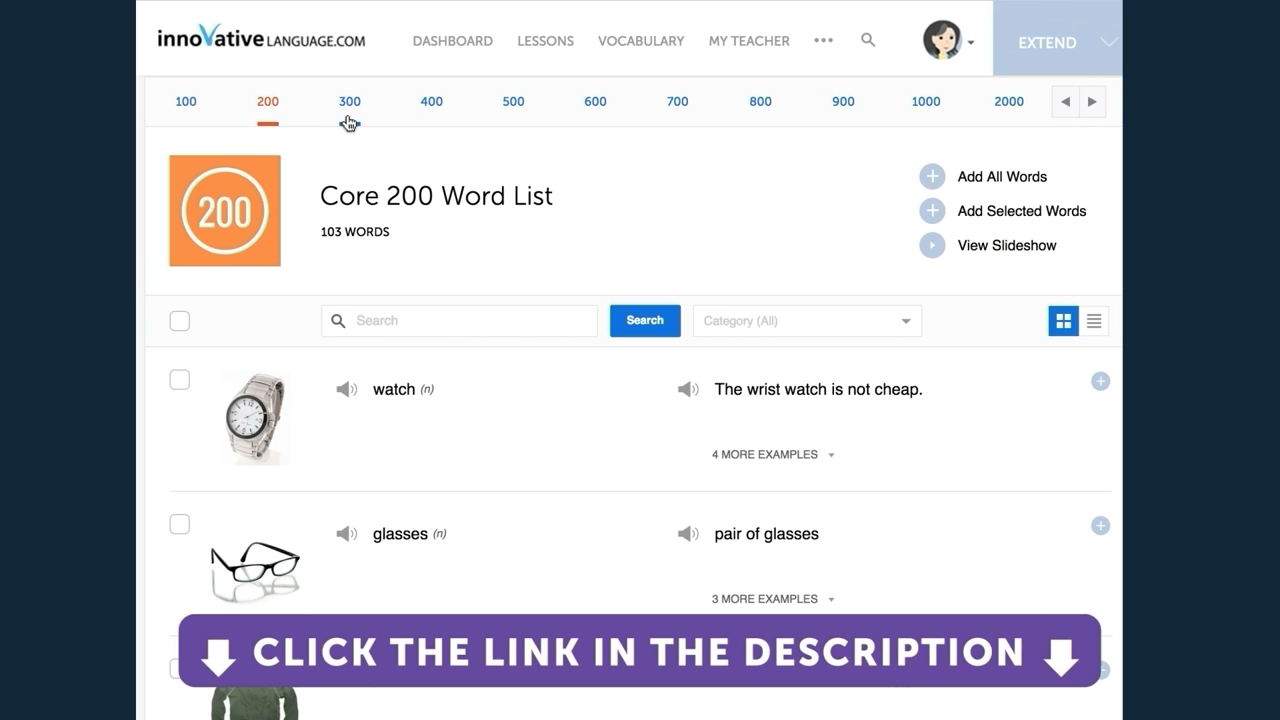 innoVative LANGUAGE.COM DASHBOARD LESSONS VOCABULARY MY TEACHER ••• EXTEND
100 200 300 400 500 600 700 800 900 1000 2000
200
Core 200 Word List
103 WORDS
Add All Words
Add Selected Words
View Slideshow
Search Search Category (All)
watch (n) The wrist watch is not cheap.
4 MORE EXAMPLES
glasses (n) pair of glasses
3 MORE EXAMPLES
CLICK THE LINK IN THE DESCRIPTION